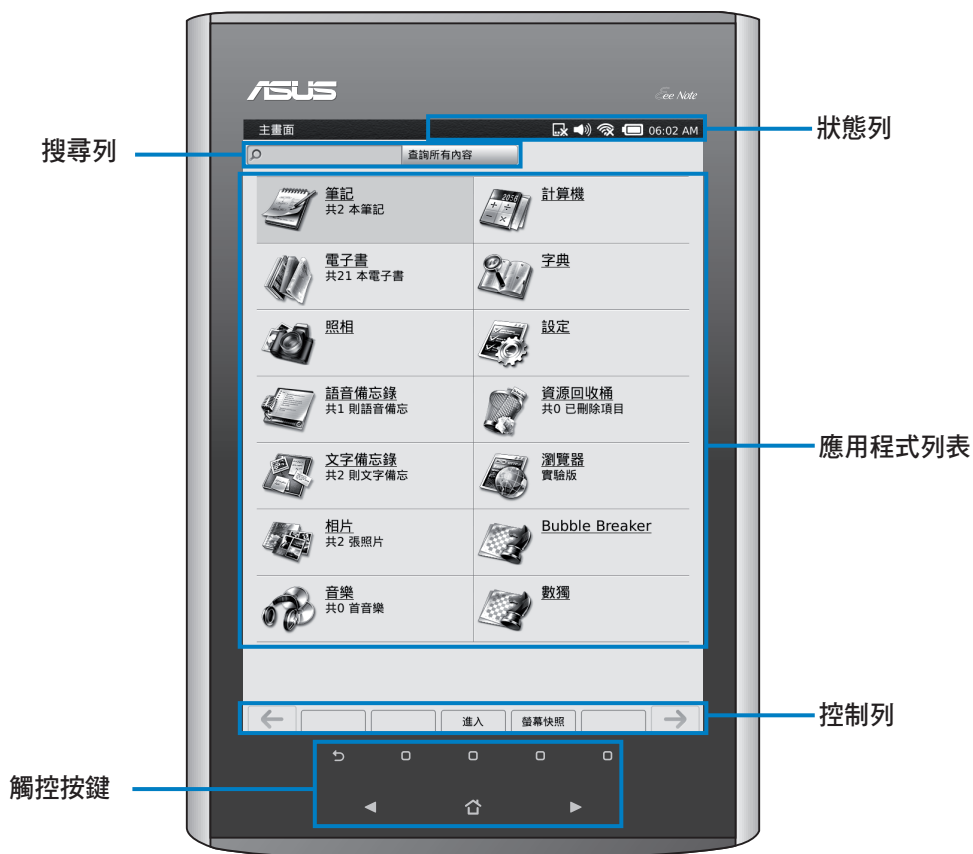 ASUS
Eee Note
主畫面
06:02 AM
狀態列
搜尋列
查詢所有內容
筆記
共2 本筆記
計算機
電子書
共21 本電子書
字典
照相
設定
語音備忘錄
共1 則語音備忘
資源回收桶
共0 已刪除項目
應用程式列表
文字備忘錄
共2 則文字備忘
瀏覽器
實驗版
相片
共2 張照片
Bubble Breaker
音樂
共0 首音樂
數獨
進入
螢幕快照
控制列
觸控按鍵